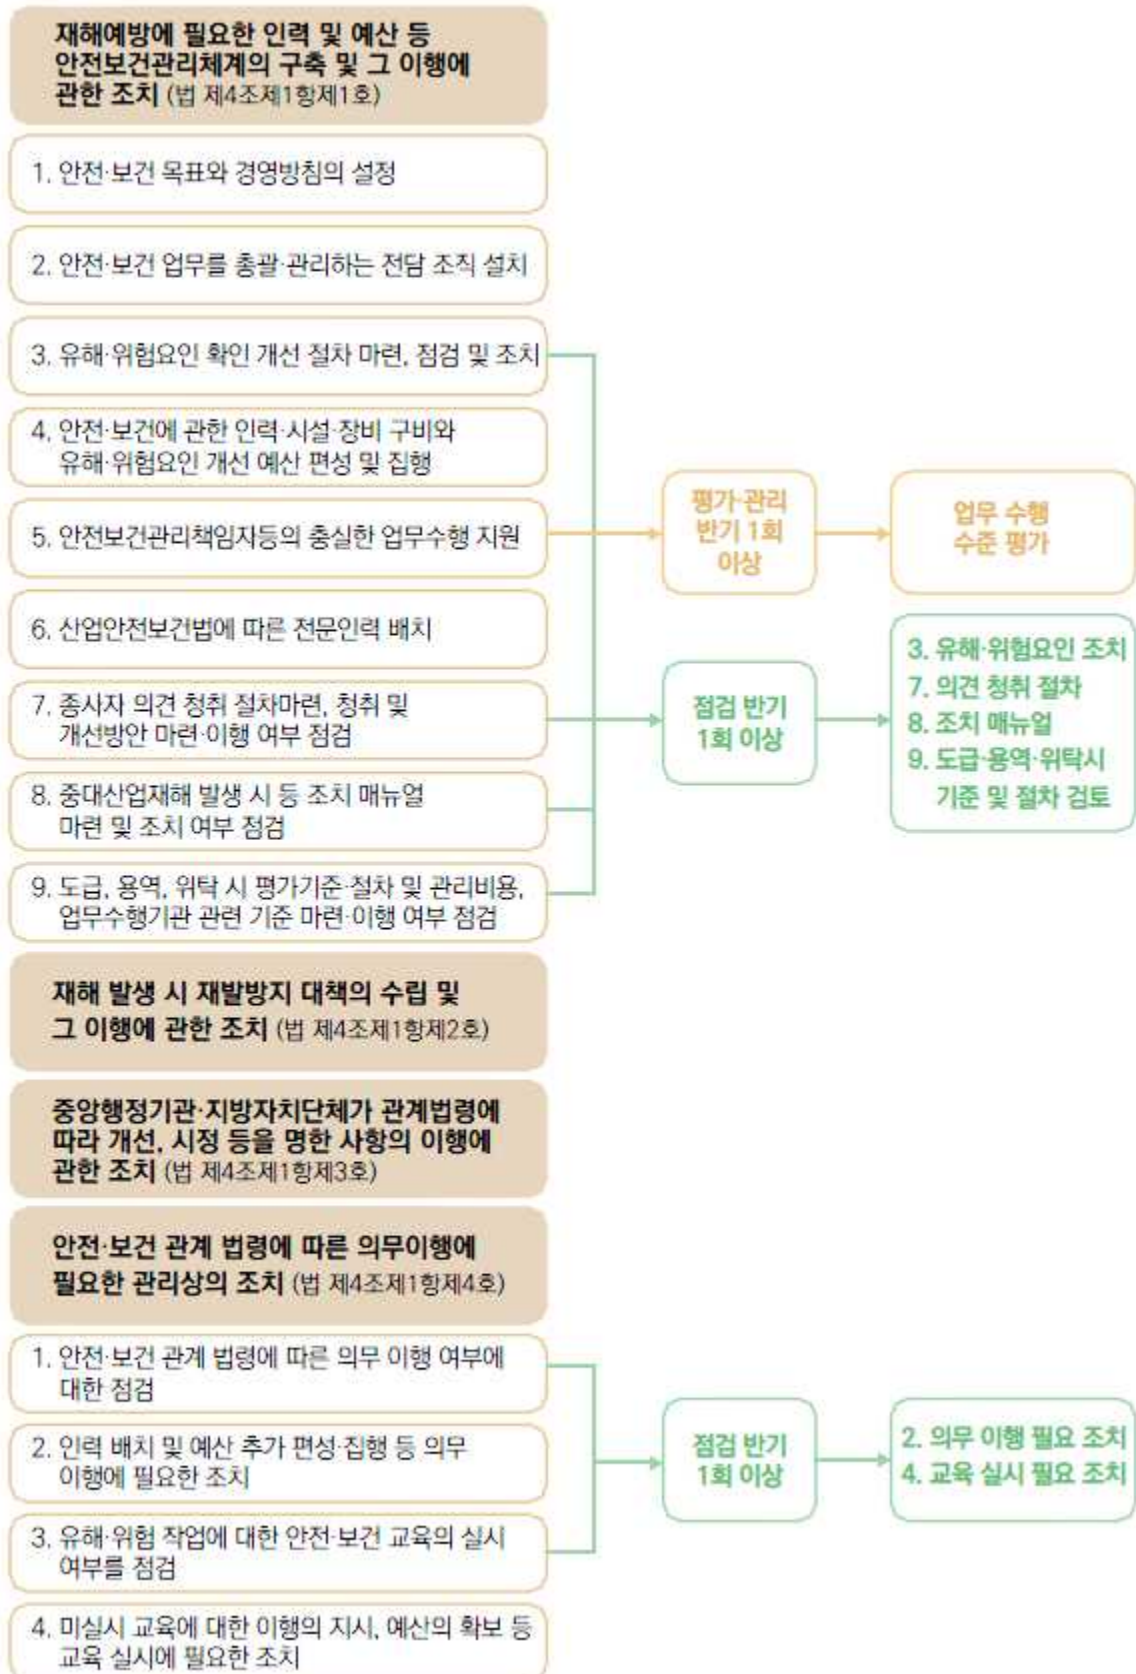 재해예방에 필요한 인력 및 예산 등
안전보건관리체계의 구축 및 그 이행에
관한 조치 (법 제4조제1항제1호)
1. 안전·보건 목표와 경영방침의 설정
2. 안전·보건 업무를 총괄·관리하는 전담 조직 설치
3. 유해·위험요인 확인 개선 절차 마련, 점검 및 조치
4. 안전·보건에 관한 인력·시설·장비 구비와
유해·위험요인 개선 예산 편성 및 집행
5. 안전보건관리책임자등의 충실한 업무수행 지원
평가·관리
반기 1회
이상
업무 수행
수준 평가
6. 산업안전보건법에 따른 전문인력 배치
7. 종사자 의견 청취 절차마련, 청취 및
개선방안 마련·이행 여부 점검
점검 반기
1회 이상
3. 유해·위험요인 조치
7. 의견 청취 절차
8. 조치 매뉴얼
9. 도급·용역·위탁시
기준 및 절차 검토
8. 중대산업재해 발생 시 등 조치 매뉴얼
마련 및 조치 여부 점검
9. 도급, 용역, 위탁 시 평가기준·절차 및 관리비용,
업무수행기관 관련 기준 마련·이행 여부 점검
재해 발생 시 재발방지 대책의 수립 및
그 이행에 관한 조치 (법 제4조제1항제2호)
중앙행정기관·지방자치단체가 관계법령에
따라 개선, 시정 등을 명한 사항의 이행에
관한 조치 (법 제4조제1항제3호)
안전·보건 관계 법령에 따른 의무이행에
필요한 관리상의 조치 (법 제4조제1항제4호)
1. 안전·보건 관계 법령에 따른 의무 이행 여부에
대한 점검
2. 인력 배치 및 예산 추가 편성·집행 등 의무
이행에 필요한 조치
점검 반기
1회 이상
2. 의무 이행 필요 조치
4. 교육 실시 필요 조치
3. 유해·위험 작업에 대한 안전·보건 교육의 실시
여부를 점검
4. 미실시 교육에 대한 이행의 지시, 예산의 확보 등
교육 실시에 필요한 조치